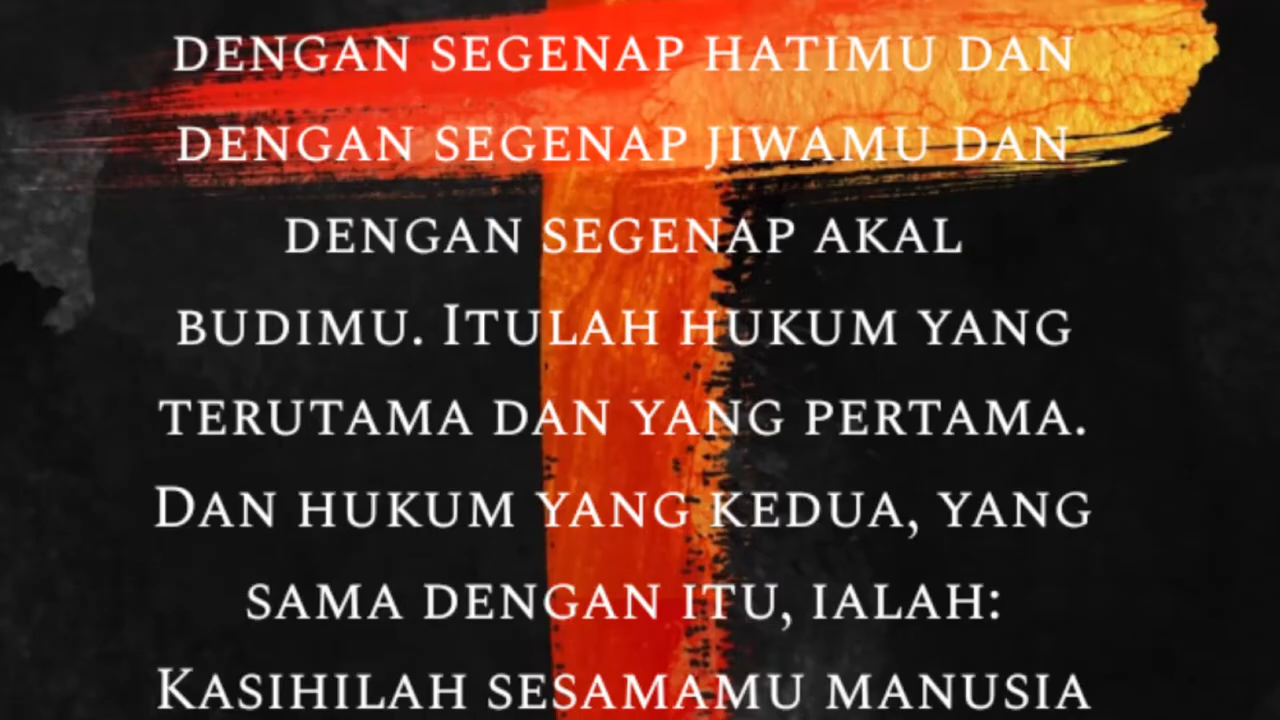 DENGAN SEGENAP HATIMU DAN
DENGAN SEGENAP JIWAMU DAN
DENGAN SEGENAP AKAL
BUDIMU. ITULAH HUKUM YANG
TERUTAMA DAN YANG PERTAMA.
DAN HUKUM YANG KEDUA, YANG
SAMA DENGAN ITU, IALAH:
KASIHILAH SESAMAMU MANUSIA